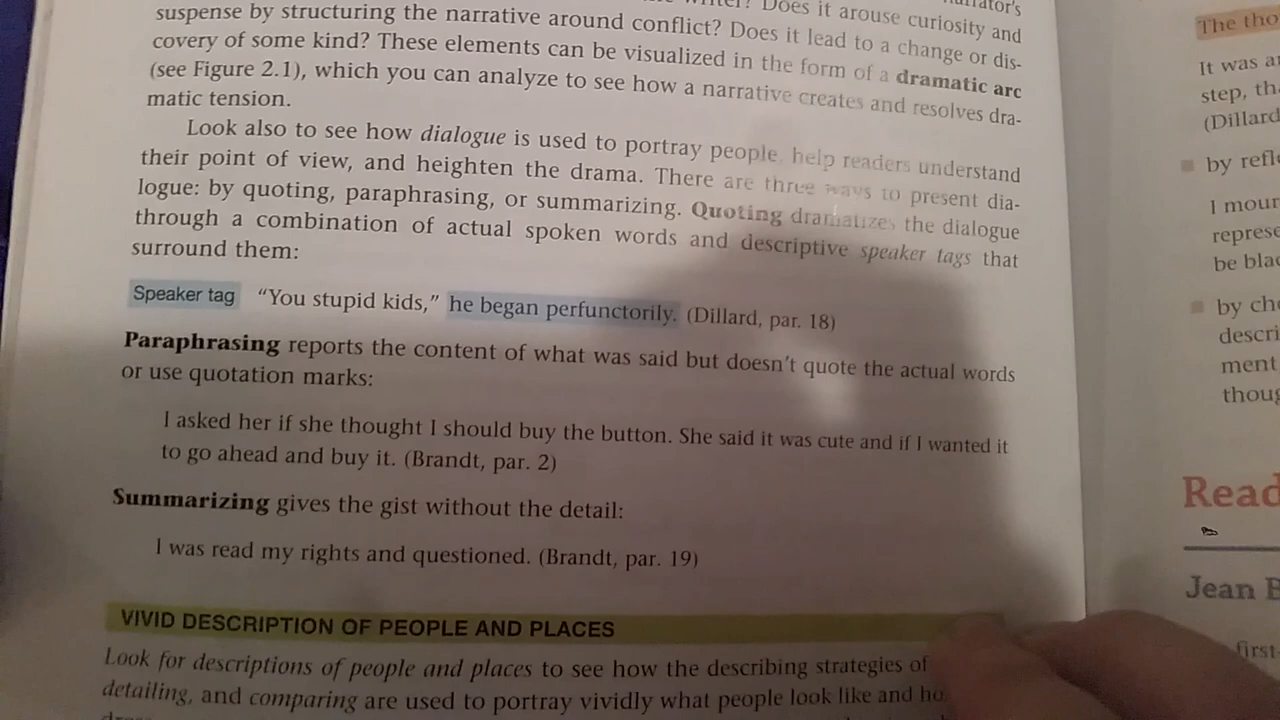 Does it arouse curiosity and
suspense by structuring the narrative around conflict? Does it lead to a change or dis-
covery of some kind? These elements can be visualized in the form of a dramatic arc
(see Figure 2.1), which you can analyze to see how a narrative creates and resolves dra-
matic tension.
Look also to see how dialogue is used to portray people, help readers understand
their point of view, and heighten the drama. There are three ways to present dia-
logue: by quoting, paraphrasing, or summarizing. Quoting dramatizes the dialogue
through a combination of actual spoken words and descriptive speaker tags that
surround them:
Speaker tag "You stupid kids," he began perfunctorily. (Dillard, par. 18)
Paraphrasing reports the content of what was said but doesn't quote the actual words
or use quotation marks:
I asked her if she thought I should buy the button. She said it was cute and if I wanted it
to go ahead and buy it. (Brandt, par. 2)
Summarizing gives the gist without the detail:
I was read my rights and questioned. (Brandt, par. 19)
VIVID DESCRIPTION OF PEOPLE AND PLACES
Look for descriptions of people and places to see how the describing strategies of
detailing, and comparing are used to portray vividly what people look like and
The
It was
step,
(Dillard
by
I
be
by
Read
Jean